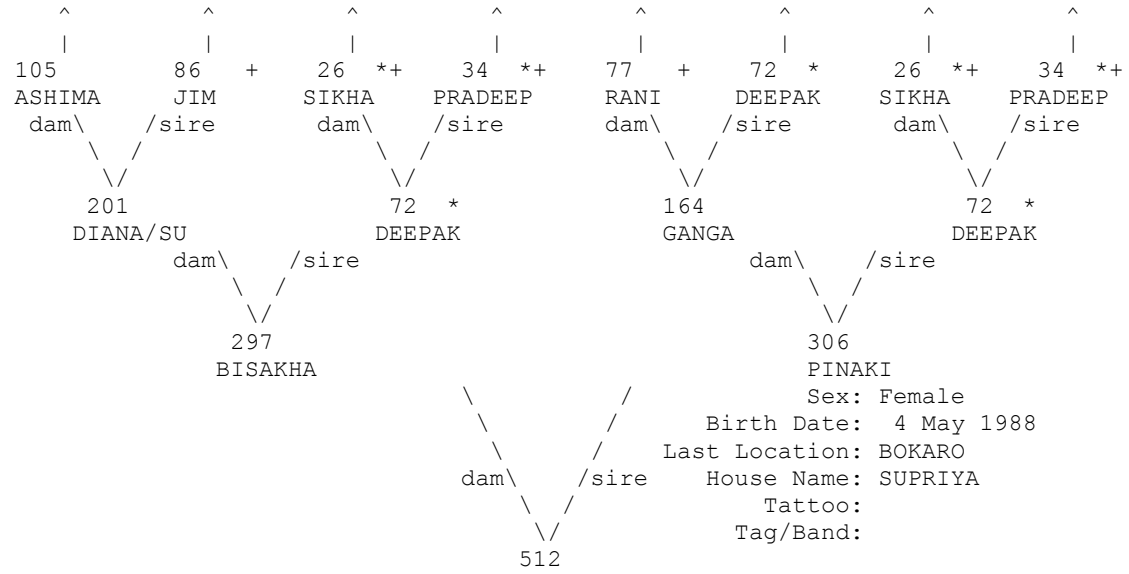 ^ ^ ^ ^ ^ ^ ^ ^
| | | | | | | |
105 86 + 26 *+ 34 *+ 77 + 72 * 26 *+ 34 *+
ASHIMA JIM SIKHA PRADEEP RANI DEEPAK SIKHA PRADEEP
dam\ /sire dam\ /sire dam\ /sire dam\ /sire
\ / \ / \ / \ /
\/ \/ \/ \/
201 72 * 164 72 *
DIANA/SU DEEPAK GANGA DEEPAK
dam\ /sire dam\ /sire
\ / \ /
\/ \/
297 306
BISAKHA PINAKI
\ / Sex: Female
\ / Birth Date: 4 May 1988
\ / Last Location: BOKARO
dam\ /sire House Name: SUPRIYA
\ / Tattoo:
\/ Tag/Band:
512